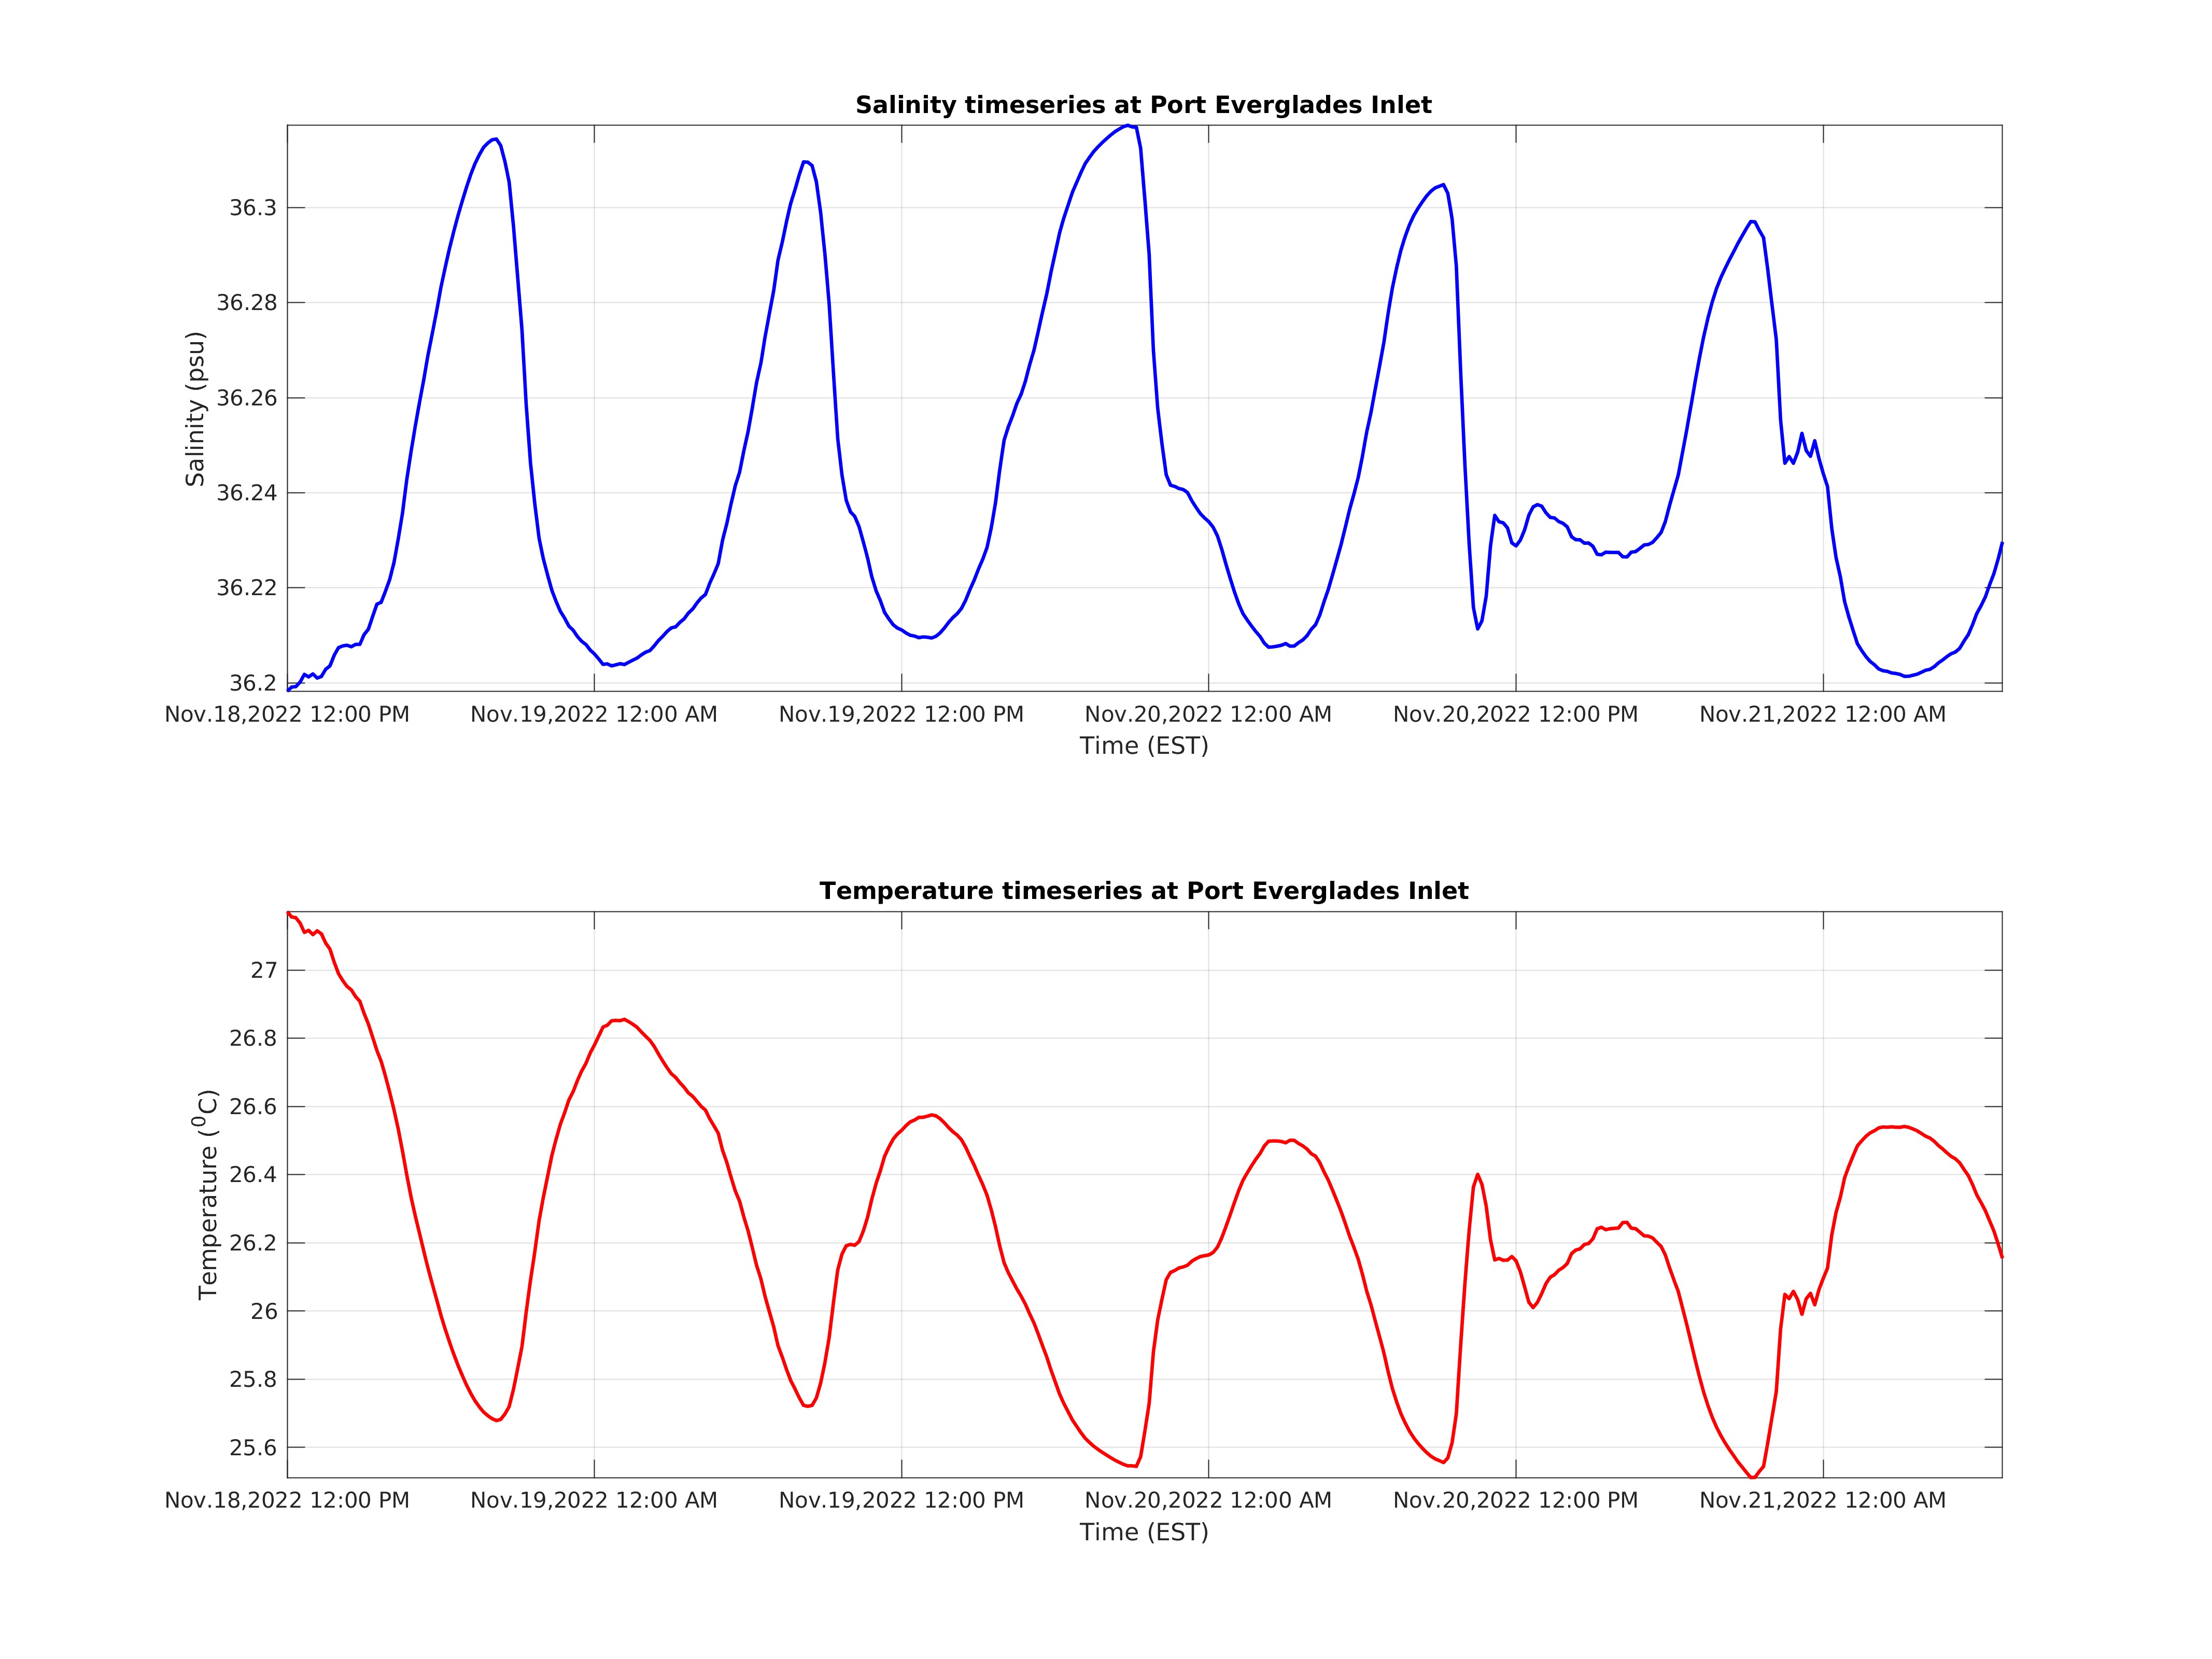 Salinity timeseries at Port Everglades Inlet
Salinity (psu)
36.3
36.28
36.26
36.24
36.22
36.2
Nov.18,2022 12:00 PM Nov.19,2022 12:00 AM Nov.19,2022 12:00 PM Nov.20,2022 12:00 AM Nov.20,2022 12:00 PM Nov.21,2022 12:00 AM
Time (EST)
Temperature timeseries at Port Everglades Inlet
Temperature (⁰C)
27
26.8
26.6
26.4
26.2
26
25.8
25.6
Nov.18,2022 12:00 PM Nov.19,2022 12:00 AM Nov.19,2022 12:00 PM Nov.20,2022 12:00 AM Nov.20,2022 12:00 PM Nov.21,2022 12:00 AM
Time (EST)